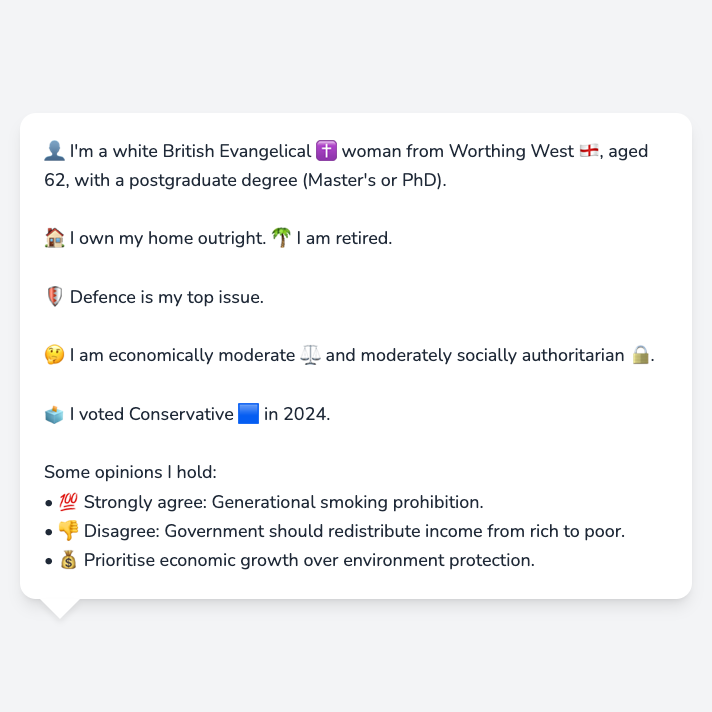 👤 I'm a white British Evangelical ✝️ woman from Worthing West 🏴󠁧󠁢󠁥󠁮󠁧󠁿, aged
62, with a postgraduate degree (Master's or PhD).
🏠 I own my home outright. 🌴 I am retired.
🛡️ Defence is my top issue.
🤔 I am economically moderate ⚖️ and moderately socially authoritarian 🔒.
🗳️ I voted Conservative 🟦 in 2024.
Some opinions I hold:
• 💯 Strongly agree: Generational smoking prohibition.
• 👎 Disagree: Government should redistribute income from rich to poor.
• 💰 Prioritise economic growth over environment protection.